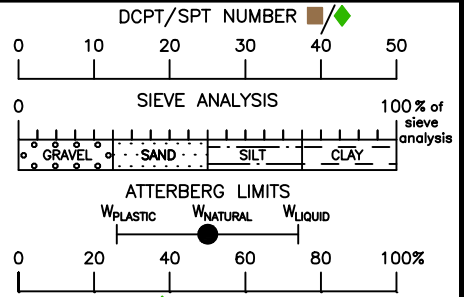 DCPT/SPT NUMBER /
0 10 20 30 40 50
SIEVE ANALYSIS
0 100% of
sieve
analysis
GRAVEL SAND SILT CLAY
ATTERBERG LIMITS
WPLASTIC WNATURAL WLIQUID
0 20 40 60 80 100%